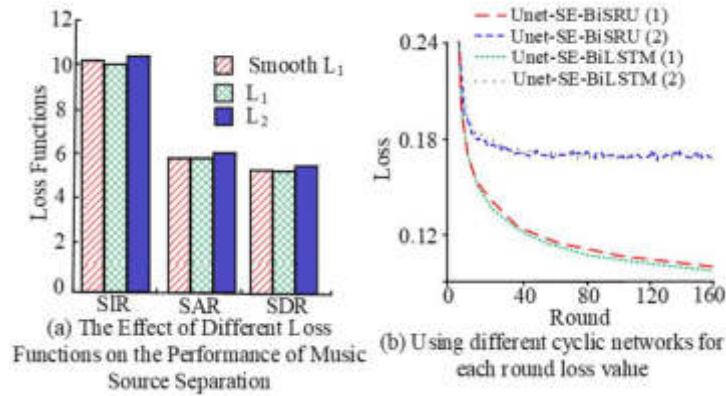 12
10
8
6
4
2
0
Loss Functions
Smooth L1
L1
L2
SIR
SAR
SDR
(a) The Effect of Different Loss
Functions on the Performance of Music
Source Separation
Unet-SE-BiSRU (1)
Unet-SE-BiSRU (2)
Unet-SE-BiLSTM (1)
Unet-SE-BiLSTM (2)
0.24
0.18
0.12
Loss
0
40
80
120
160
Round
(b) Using different cyclic networks for
each round loss value